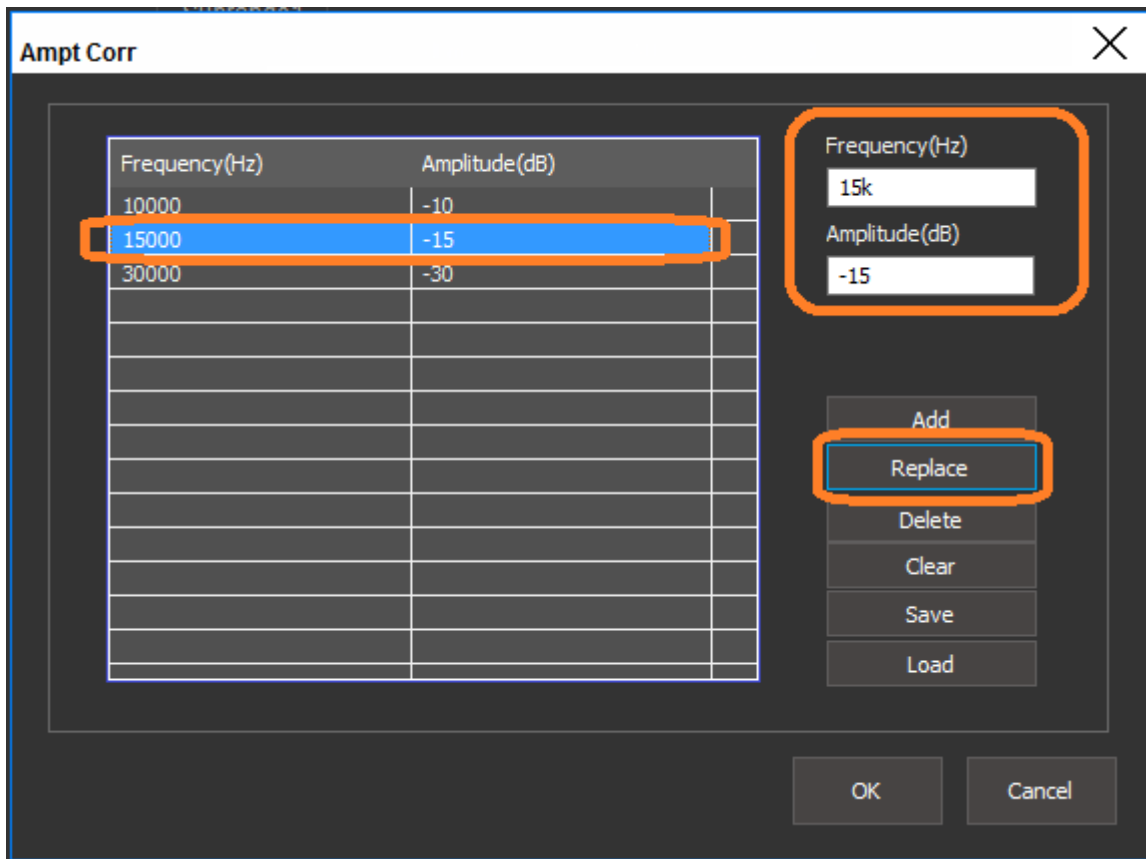 Ampt Corr
Frequency(Hz) Amplitude(dB)
10000 -10
15000 -15
30000 -30
Frequency(Hz)
15k
Amplitude(dB)
-15
Add
Replace
Delete
Clear
Save
Load
OK Cancel